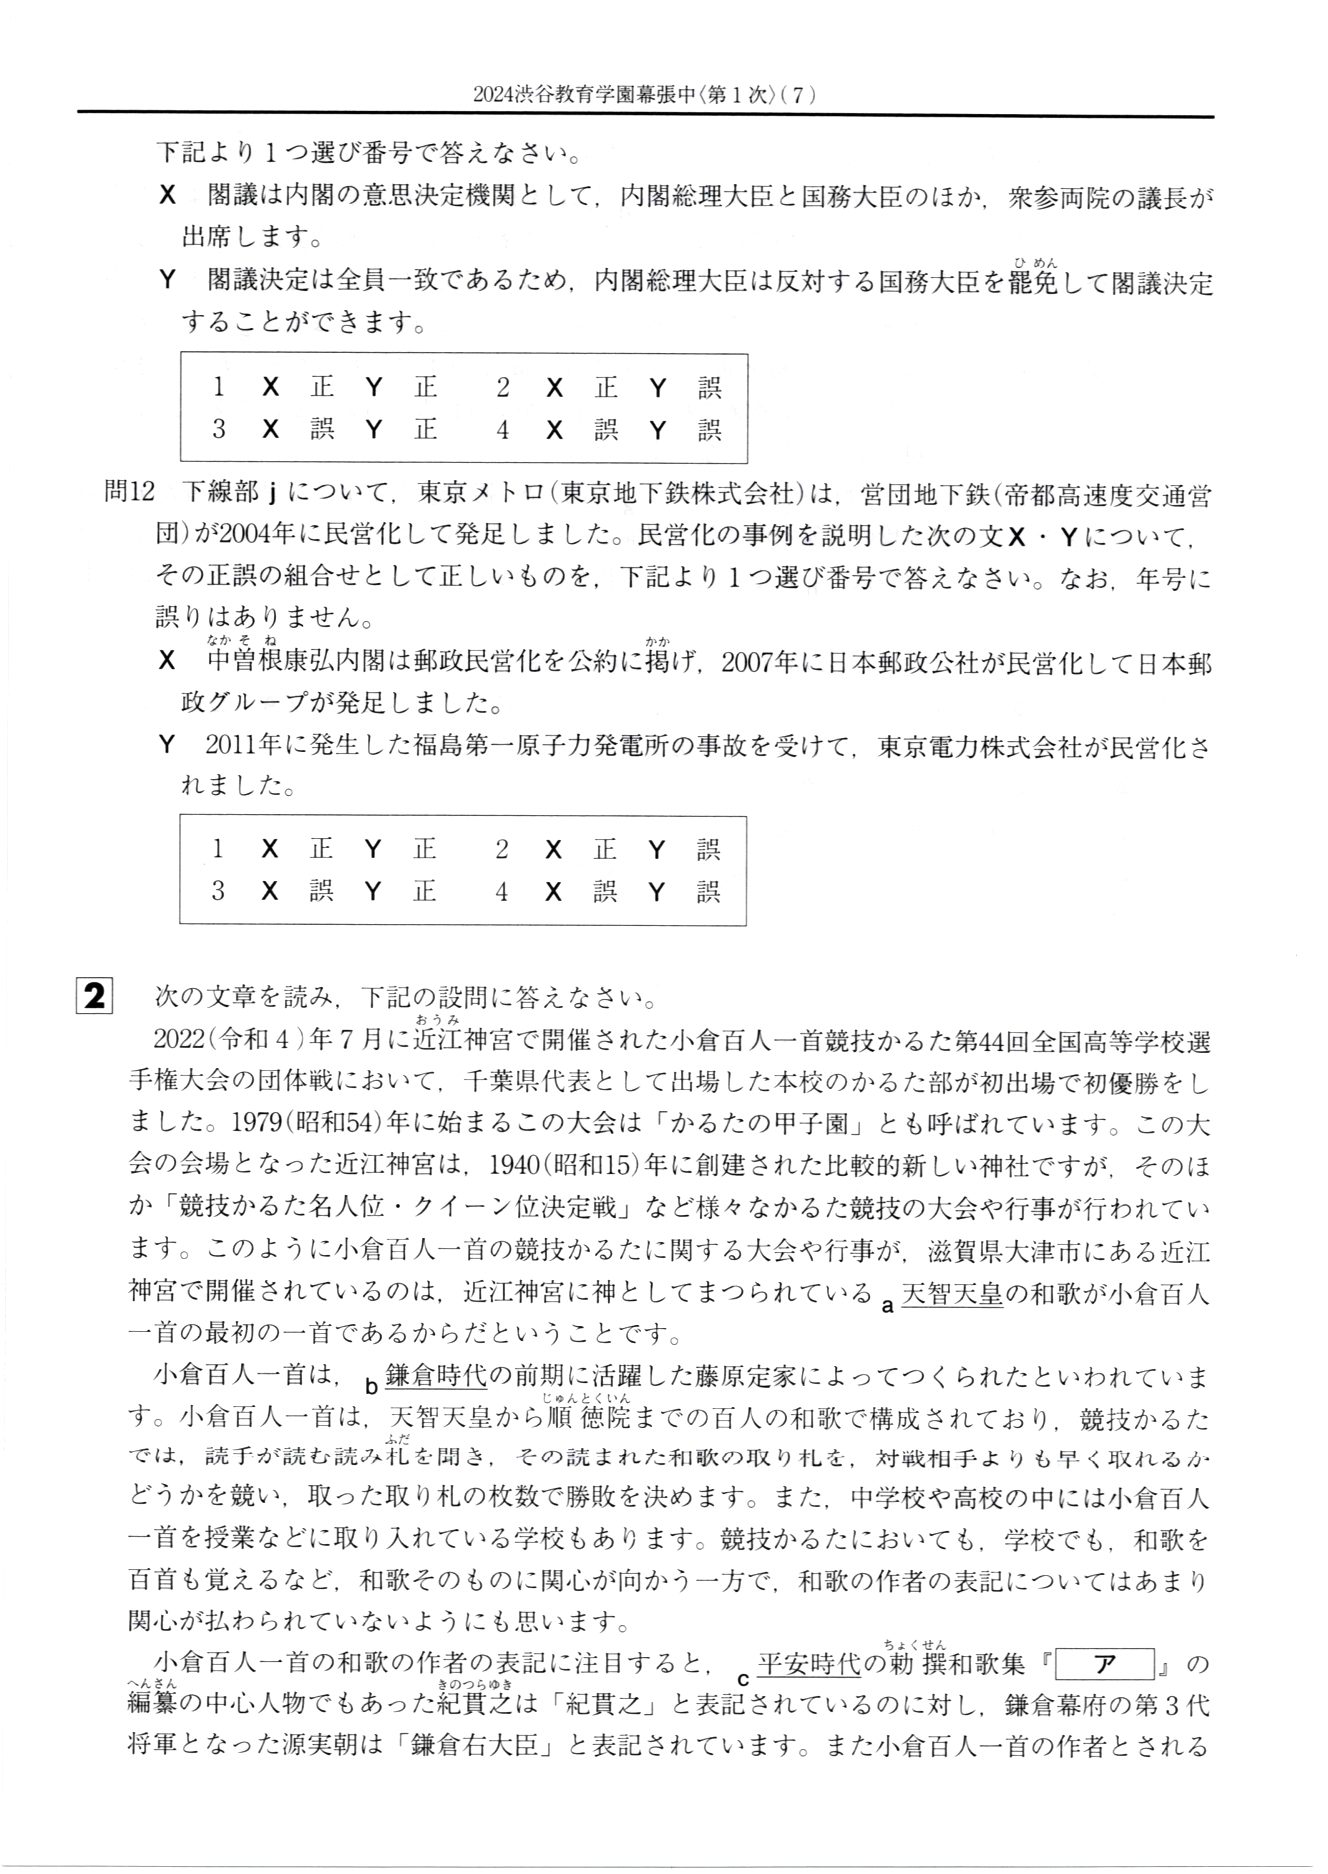 2024渋谷教育学園幕張中〈第1次〉(7)
下記より1つ選び番号で答えなさい。
X 閣議は内閣の意思決定機関として，内閣総理大臣と国務大臣のほか，衆参両院の議長が
出席します。
Y 閣議決定は全員一致であるため，内閣総理大臣は反対する国務大臣を罷免して閣議決定
することができます。
1 X 正 Y 正 2 X 正 Y 誤
3 X 誤 Y 正 4 X 誤 Y 誤
問12 下線部jについて，東京メトロ(東京地下鉄株式会社)は，営団地下鉄(帝都高速度交通営
団)が2004年に民営化して発足しました。民営化の事例を説明した次の文X・Yについて，
その正誤の組合せとして正しいものを，下記より1つ選び番号で答えなさい。なお，年号に
誤りはありません。
X 中曽根康弘内閣は郵政民営化を公約に掲げ，2007年に日本郵政公社が民営化して日本郵
政グループが発足しました。
Y 2011年に発生した福島第一原子力発電所の事故を受けて，東京電力株式会社が民営化さ
れました。
1 X 正 Y 正 2 X 正 Y 誤
3 X 誤 Y 正 4 X 誤 Y 誤
2 次の文章を読み，下記の設問に答えなさい。
2022(令和4)年7月に近江神宮で開催された小倉百人一首競技かるた第44回全国高等学校選
手権大会の団体戦において，千葉県代表として出場した本校のかるた部が初出場で初優勝をし
ました。1979(昭和54)年に始まるこの大会は「かるたの甲子園」とも呼ばれています。この大
会の会場となった近江神宮は，1940(昭和15)年に創建された比較的新しい神社ですが，そのほ
か「競技かるた名人位・クイーン位決定戦」など様々なかるた競技の大会や行事が行われてい
ます。このように小倉百人一首の競技かるたに関する大会や行事が，滋賀県大津市にある近江
神宮で開催されているのは，近江神宮に神としてまつられているa天智天皇の和歌が小倉百人
一首の最初の一首であるからだということです。
小倉百人一首は，b鎌倉時代の前期に活躍した藤原定家によってつくられたといわれていま
す。小倉百人一首は，天智天皇から順徳院までの百人の和歌で構成されており，競技かるた
では，読手が読む読み札を聞き，その読まれた和歌の取り札を，対戦相手よりも早く取れるか
どうかを競い，取った取り札の枚数で勝敗を決めます。また，中学校や高校の中には小倉百人
一首を授業などに取り入れている学校もあります。競技かるたにおいても，学校でも，和歌を
百首も覚えるなど，和歌そのものに関心が向かう一方で，和歌の作者の表記についてはあまり
関心が払わられていないようにも思います。
小倉百人一首の和歌の作者の表記に注目すると，c平安時代の勅撰和歌集『 ア 』の
編纂の中心人物でもあった紀貫之は「紀貫之」と表記されているのに対し，鎌倉幕府の第3代
将軍となった源実朝は「鎌倉右大臣」と表記されています。また小倉百人一首の作者とされる